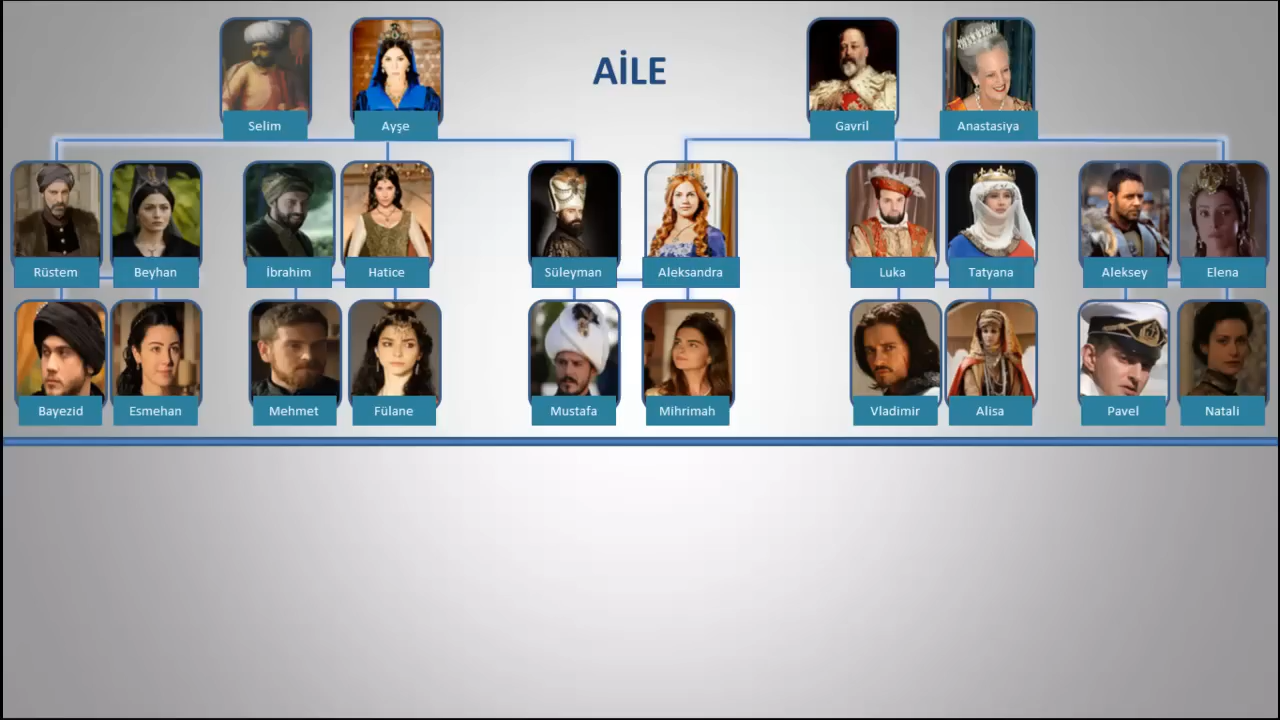 AİLE
Selim Ayşe Gavril Anastasiya
Rüstem Beyhan İbrahim Hatice Süleyman Aleksandra Luka Tatyana Aleksey Elena
Bayezid Esmehan Mehmet Fülane Mustafa Mihrimah Vladimir Alisa Pavel Natali